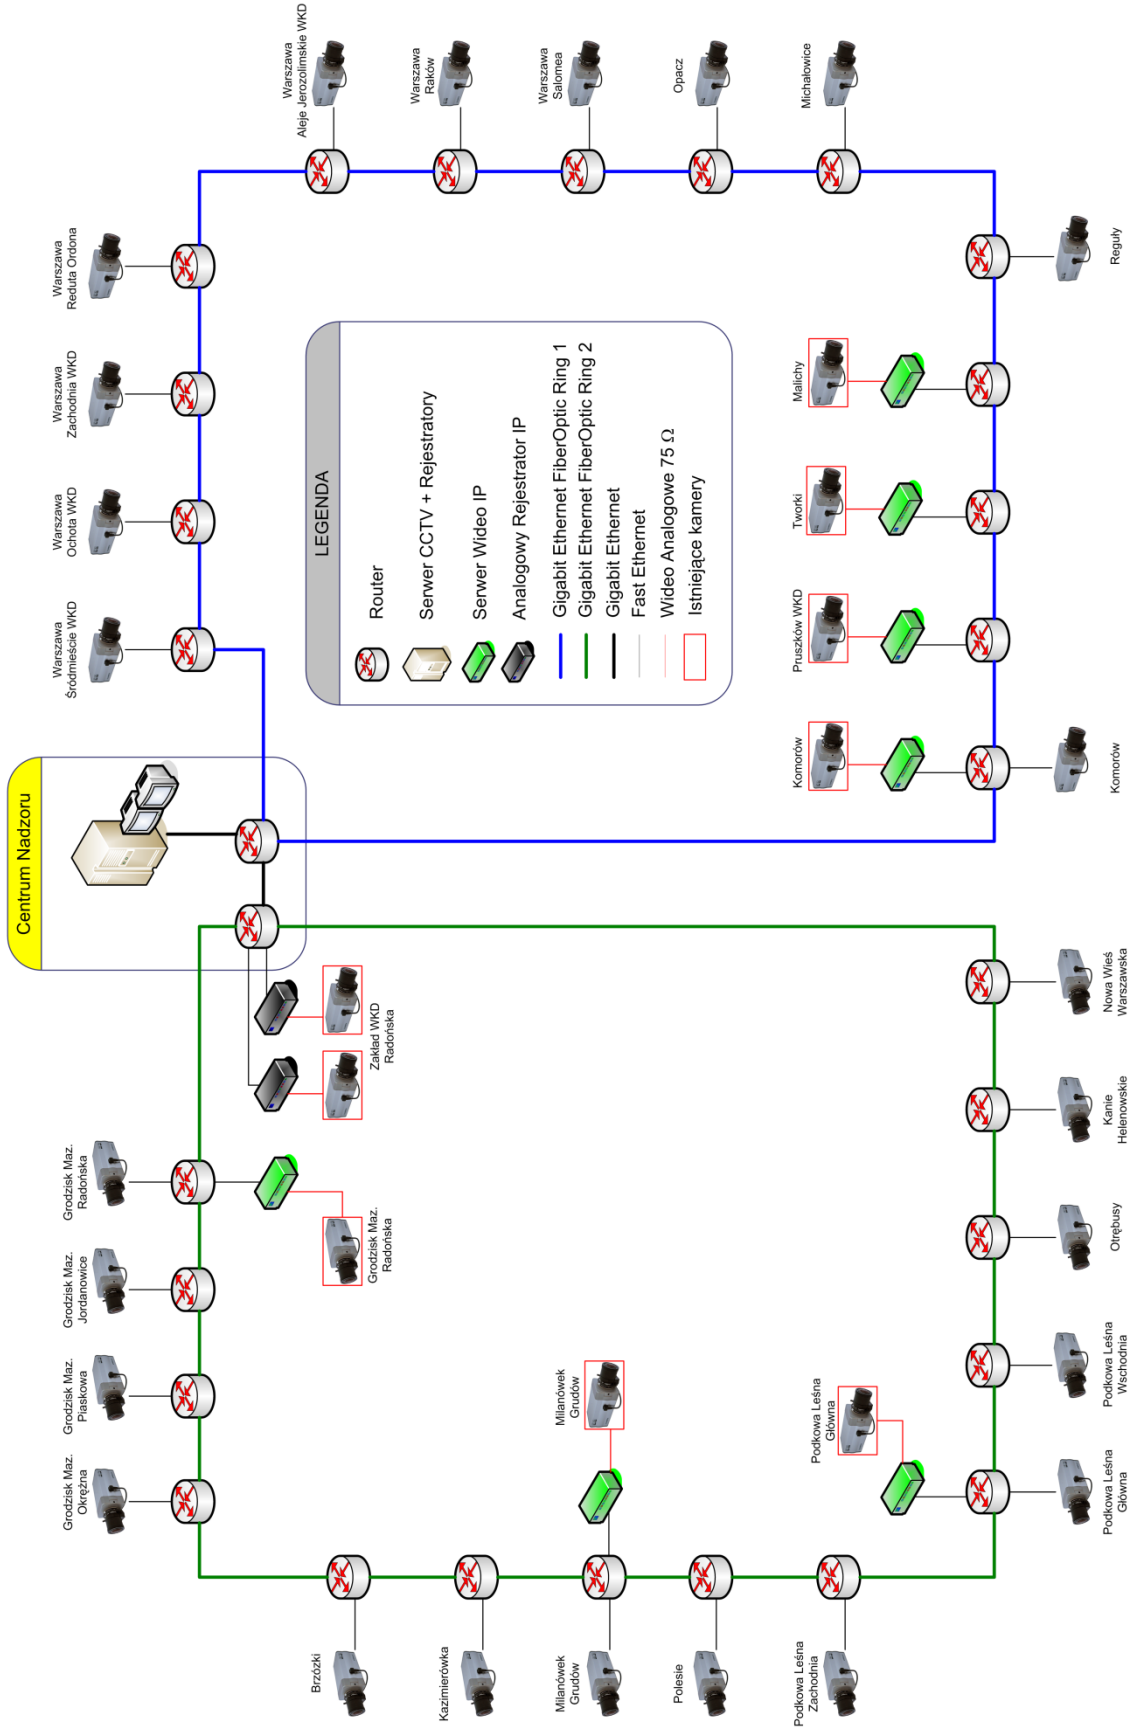 Centrum Nadzoru
Grodzisk Maz.
Okrężna
Grodzisk Maz.
Piaskowa
Grodzisk Maz.
Jordanowice
Grodzisk Maz.
Radońska
Warszawa
Śródmieście WKD
Warszawa
Ochota WKD
Warszawa
Zachodnia WKD
Warszawa
Reduta Ordona
Warszawa
Aleje Jerozolimskie WKD
Warszawa
Raków
Warszawa
Salomea
Opacz
Michałowice
Reguły
Grodzisk Maz.
Radońska
Zakład WKD
Radońska
LEGENDA
Router
Serwer CCTV + Rejestratory
Serwer Wideo IP
Analogowy Rejestrator IP
Gigabit Ethernet FiberOptic Ring 1
Gigabit Ethernet FiberOptic Ring 2
Gigabit Ethernet
Fast Ethernet
Wideo Analogowe 75 Ω
Istniejące kamery
Brzózki
Kazimierówka
Milanówek
Grudów
Milanówek
Grudów
Polesie
Podkowa Leśna
Zachodnia
Podkowa Leśna
Główna
Komorów
Pruszków WKD
Tworki
Malichy
Podkowa Leśna
Główna
Podkowa Leśna
Wschodnia
Otrębusy
Kanie
Helenowskie
Nowa Wieś
Warszawska
Komorów